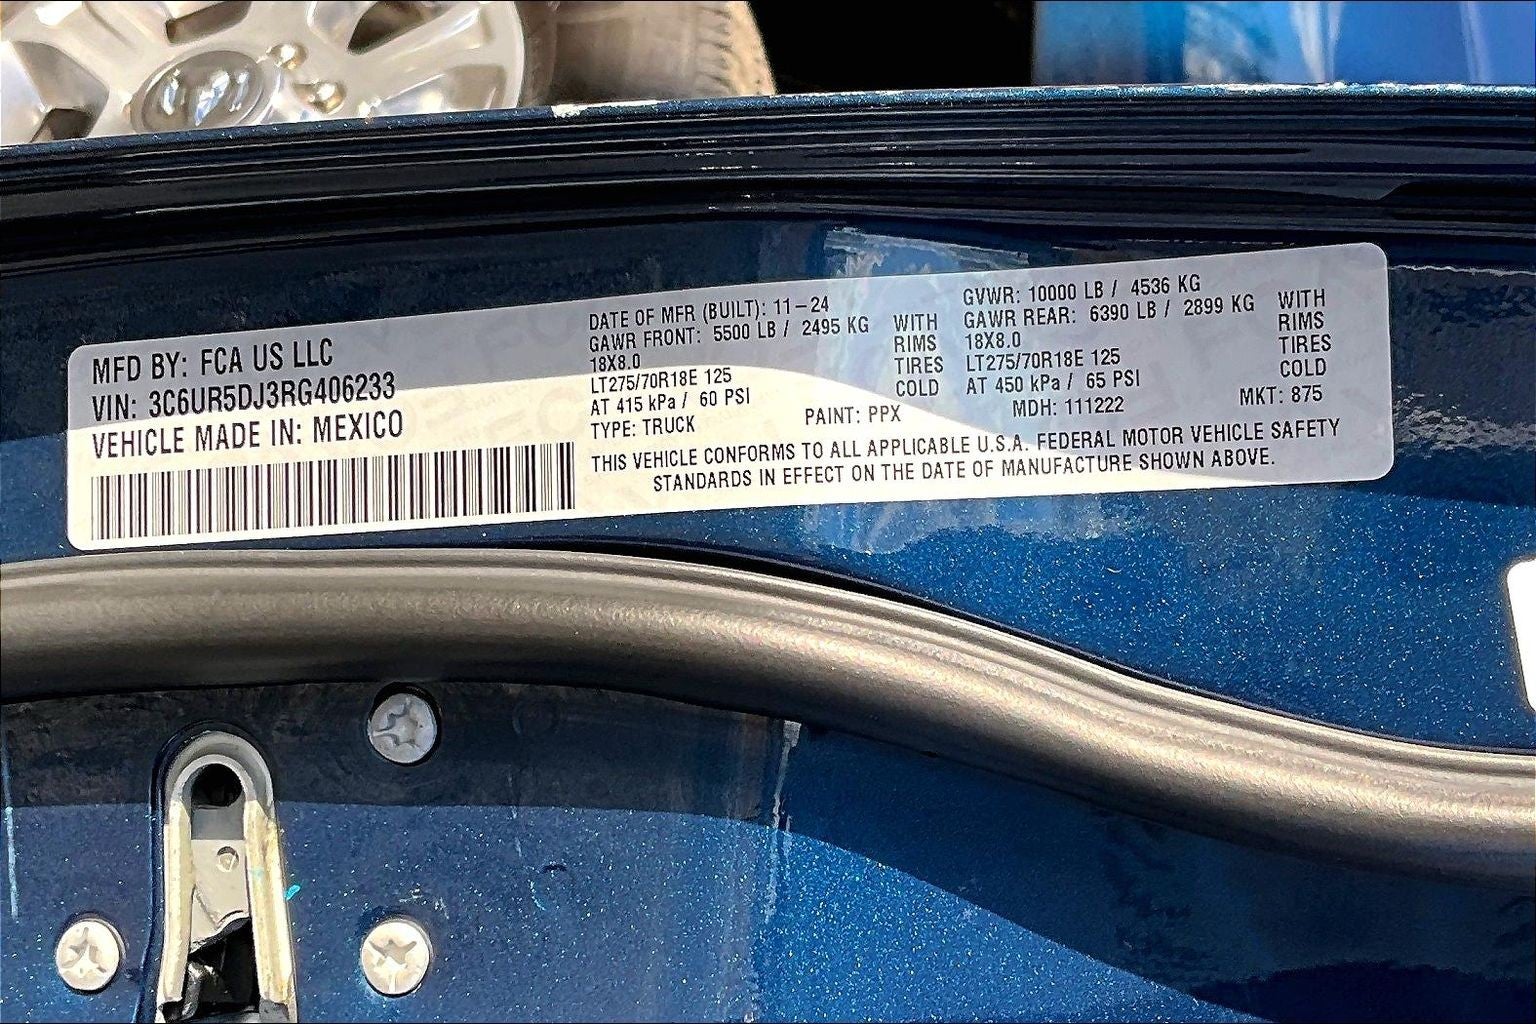 MFD BY: FCA US LLC
VIN: 3C6UR5DJ3RG406233
VEHICLE MADE IN: MEXICO
DATE OF MFR (BUILT): 11-24
GAWR FRONT: 5500 LB / 2495 KG
18X8.0
LT275/70R18E 125
AT 415 kPa / 60 PSI
TYPE: TRUCK
WITH
RIMS
TIRES
COLD
PAINT: PPX
GVWR: 10000 LB / 4536 KG
GAWR REAR: 6390 LB / 2899 KG
18X8.0
LT275/70R18E 125
AT 450 kPa / 65 PSI
MDH: 111222
WITH
RIMS
TIRES
COLD
MKT: 875
THIS VEHICLE CONFORMS TO ALL APPLICABLE U.S.A. FEDERAL MOTOR VEHICLE SAFETY
STANDARDS IN EFFECT ON THE DATE OF MANUFACTURE SHOWN ABOVE.